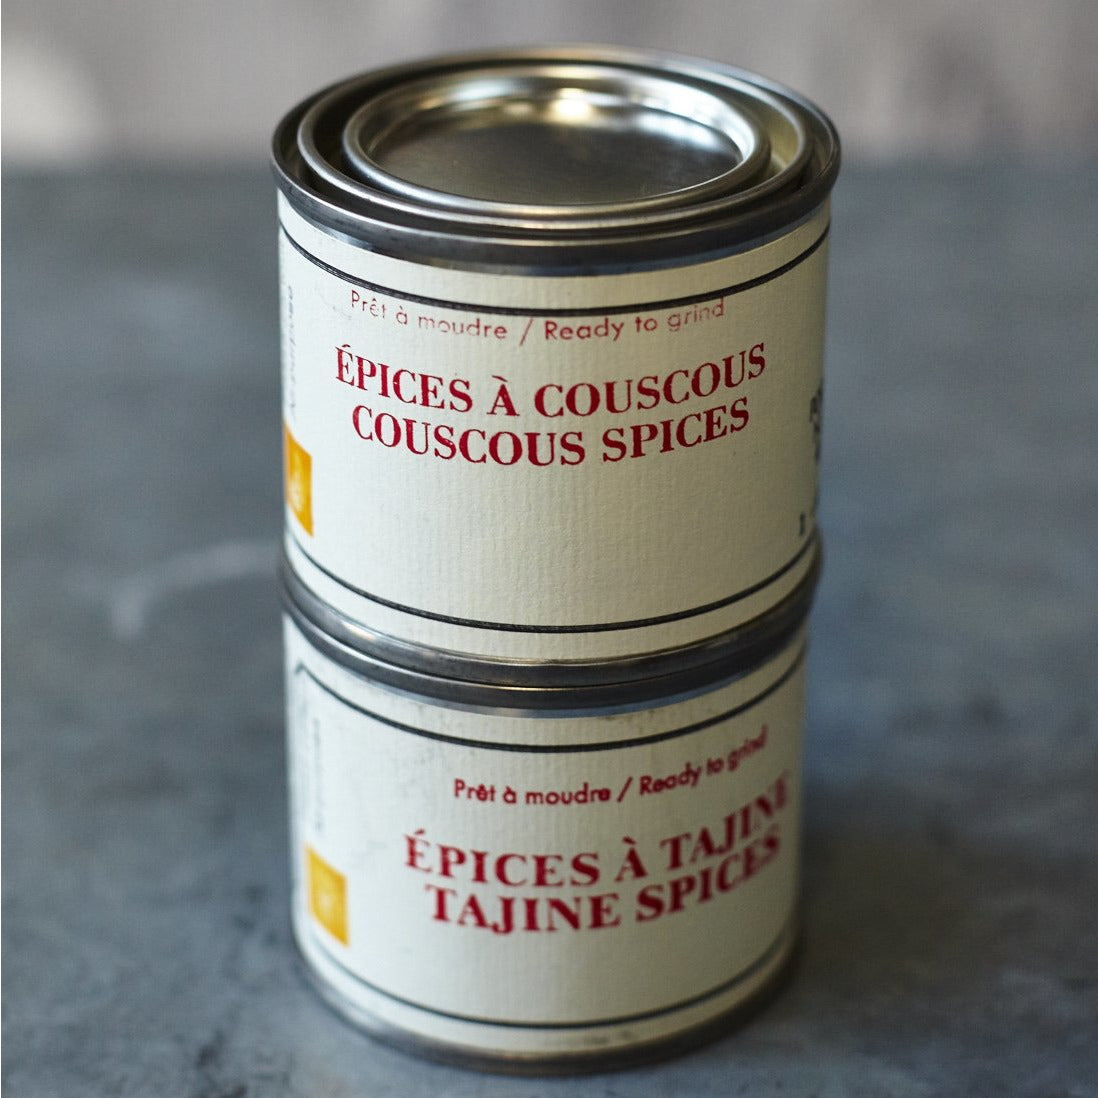 Prêt à moudre / Ready to grind
ÉPICES À COUSCOUS
COUSCOUS SPICES
Prêt à moudre / Ready to grind
ÉPICES À TAJINE
TAJINE SPICES